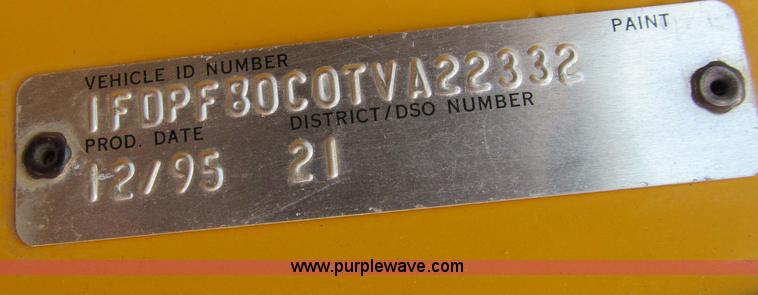 PAINT
VEHICLE ID NUMBER
1FDPF80C0TVA22332
PROD. DATE DISTRICT/DSO NUMBER
12/95 21
www.purplewave.com